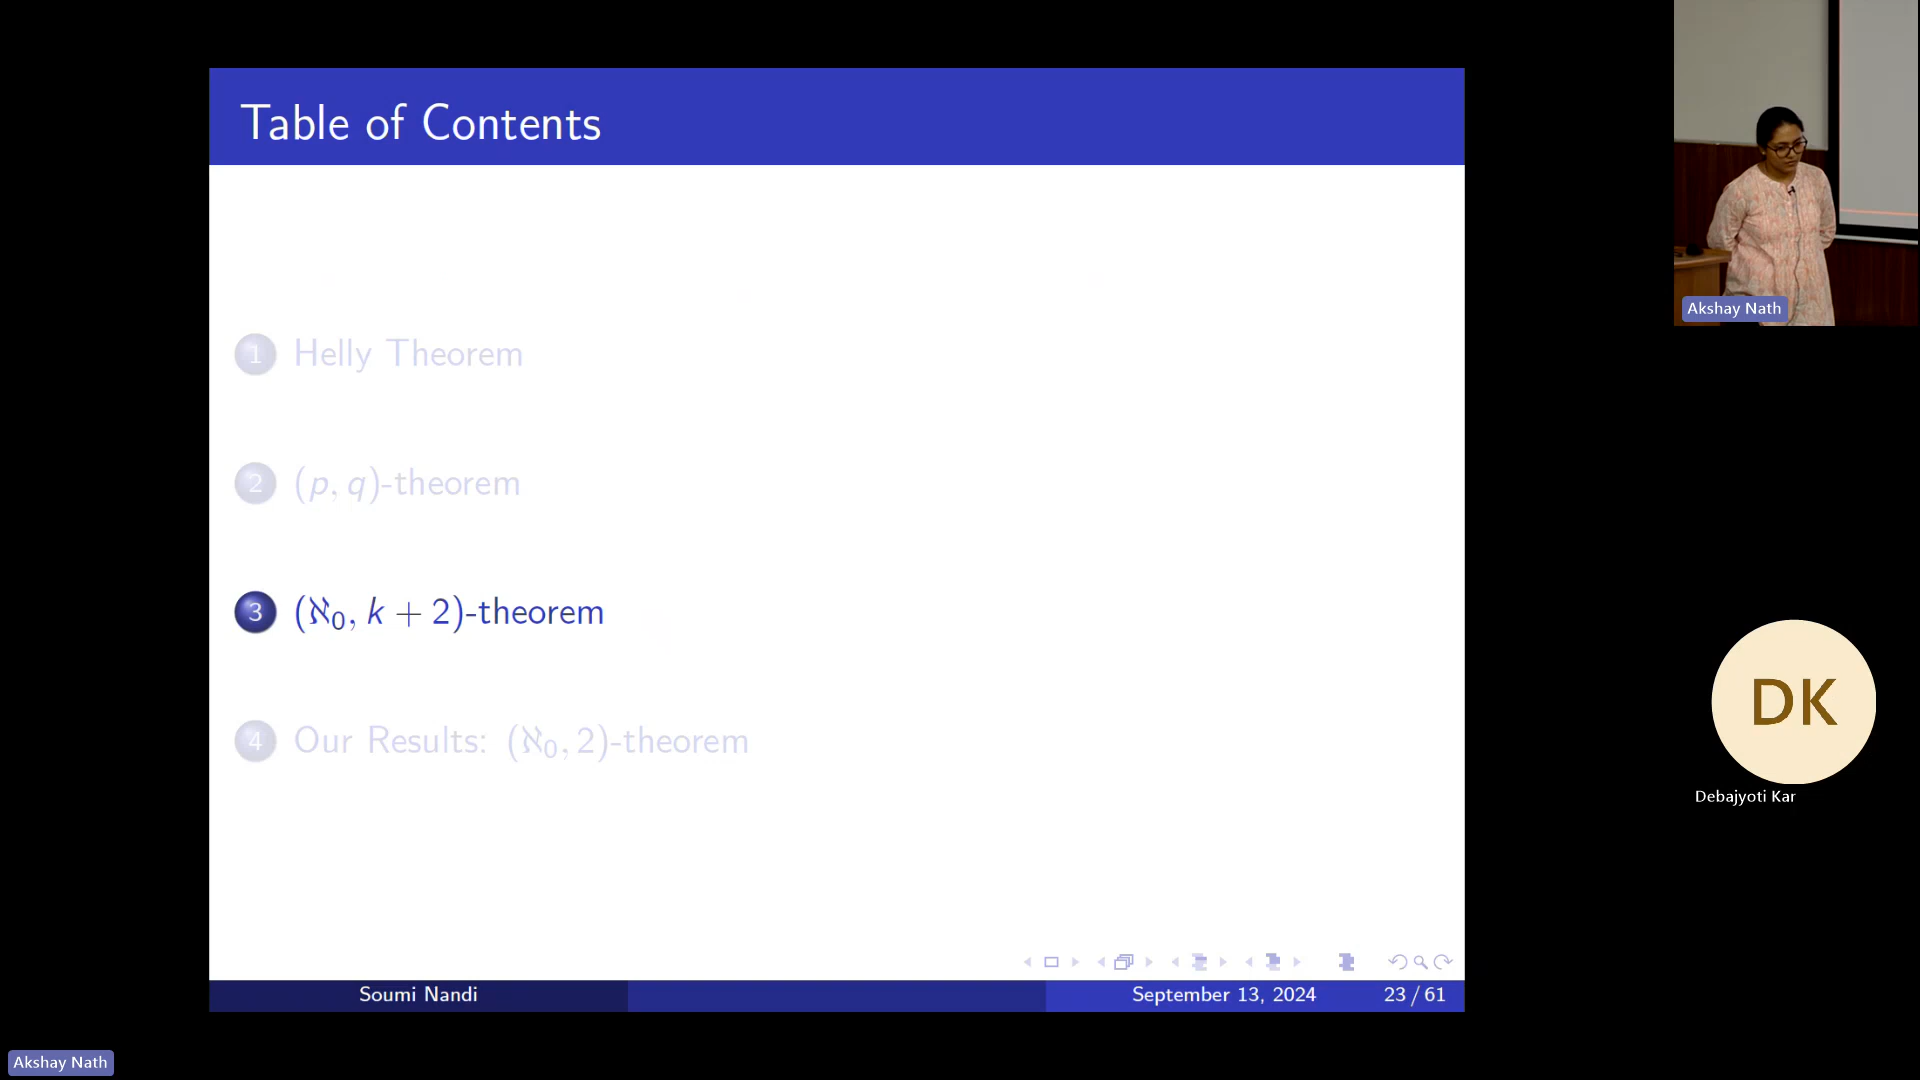 Table of Contents
1 Helly Theorem
2 (p, q)-theorem
3 (ℵ₀, k + 2)-theorem
4 Our Results: (ℵ₀, 2)-theorem
Soumi Nandi
September 13, 2024
23 / 61
Akshay Nath
DK
Debajyoti Kar
Akshay Nath